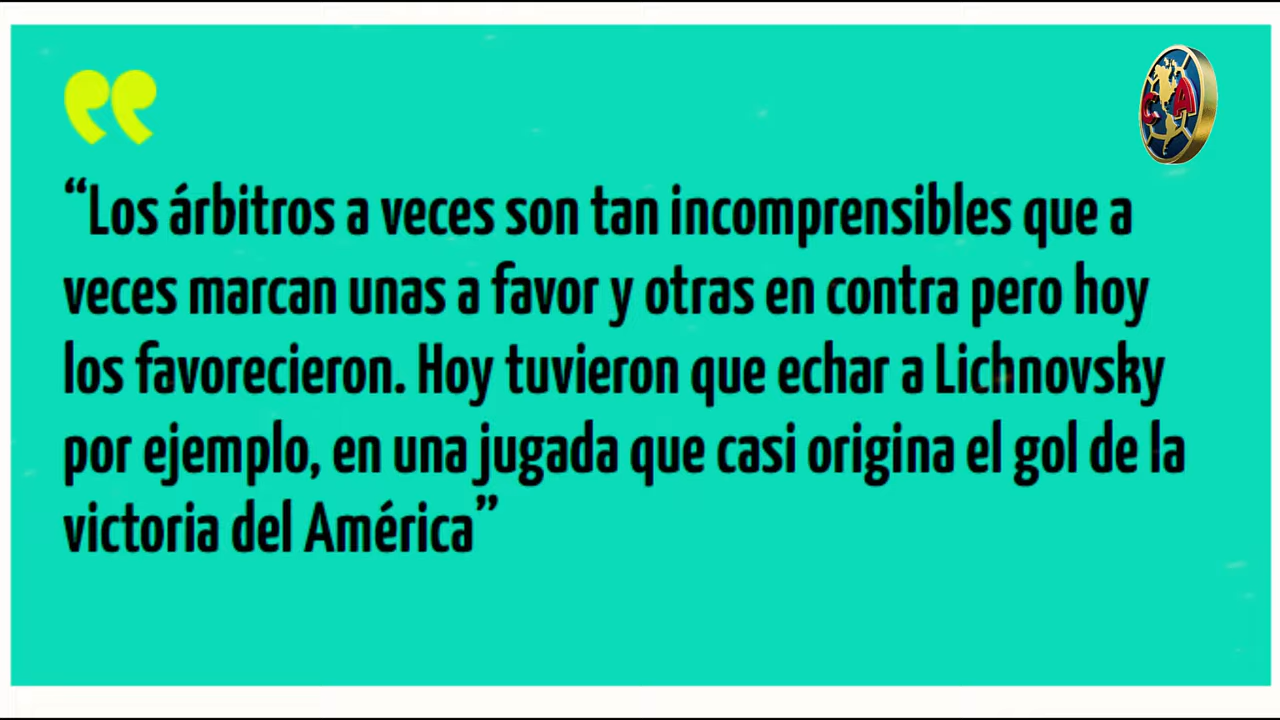 “Los árbitros a veces son tan incomprensibles que a
veces marcan unas a favor y otras en contra pero hoy
los favorecieron. Hoy tuvieron que echar a Lichnovsky
por ejemplo, en una jugada que casi origina el gol de la
victoria del América”
CA